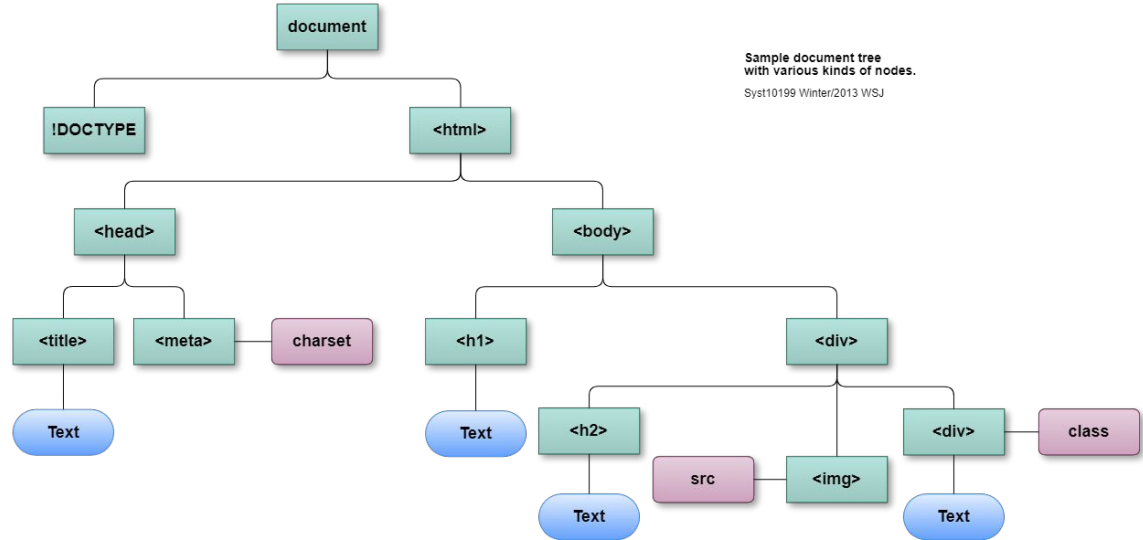 document
Sample document tree
with various kinds of nodes.
Syst10199 Winter/2013 WSJ
!DOCTYPE
<html>
<head>
<body>
<title>
<meta>
charset
<h1>
<div>
Text
Text
<h2>
<div>
class
src
<img>
Text
Text